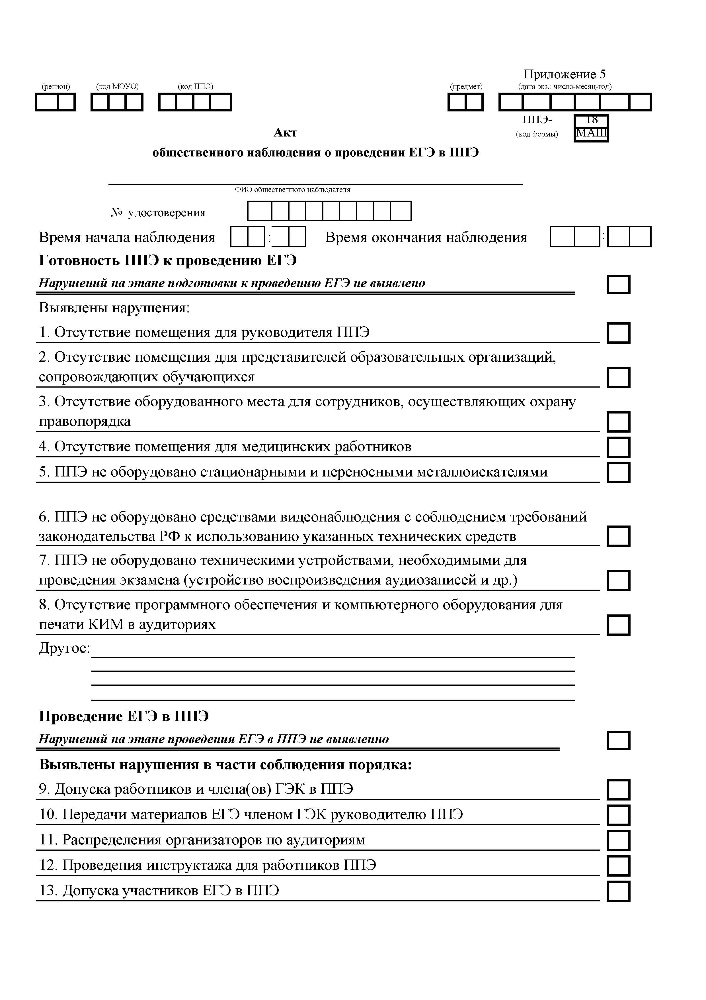 Приложение 5
(регион) (код МОУО) (код ППЭ) (предмет) (дата экз.: число-месяц-год)
ППЭ- 18
(код формы) МАШ
Акт
общественного наблюдения о проведении ЕГЭ в ППЭ
ФИО общественного наблюдателя
№ удостоверения
Время начала наблюдения : Время окончания наблюдения :
Готовность ППЭ к проведению ЕГЭ
Нарушений на этапе подготовки к проведению ЕГЭ не выявлено
Выявлены нарушения:
1. Отсутствие помещения для руководителя ППЭ
2. Отсутствие помещения для представителей образовательных организаций,
сопровождающих обучающихся
3. Отсутствие оборудованного места для сотрудников, осуществляющих охрану
правопорядка
4. Отсутствие помещения для медицинских работников
5. ППЭ не оборудовано стационарными и переносными металлоискателями
6. ППЭ не оборудовано средствами видеонаблюдения с соблюдением требований
законодательства РФ к использованию указанных технических средств
7. ППЭ не оборудовано техническими устройствами, необходимыми для
проведения экзамена (устройство воспроизведения аудиозаписей и др.)
8. Отсутствие программного обеспечения и компьютерного оборудования для
печати КИМ в аудиториях
Другое:
Проведение ЕГЭ в ППЭ
Нарушений на этапе проведения ЕГЭ в ППЭ не выявленно
Выявлены нарушения в части соблюдения порядка:
9. Допуска работников и члена(ов) ГЭК в ППЭ
10. Передачи материалов ЕГЭ членом ГЭК руководителю ППЭ
11. Распределения организаторов по аудиториям
12. Проведения инструктажа для работников ППЭ
13. Допуска участников ЕГЭ в ППЭ